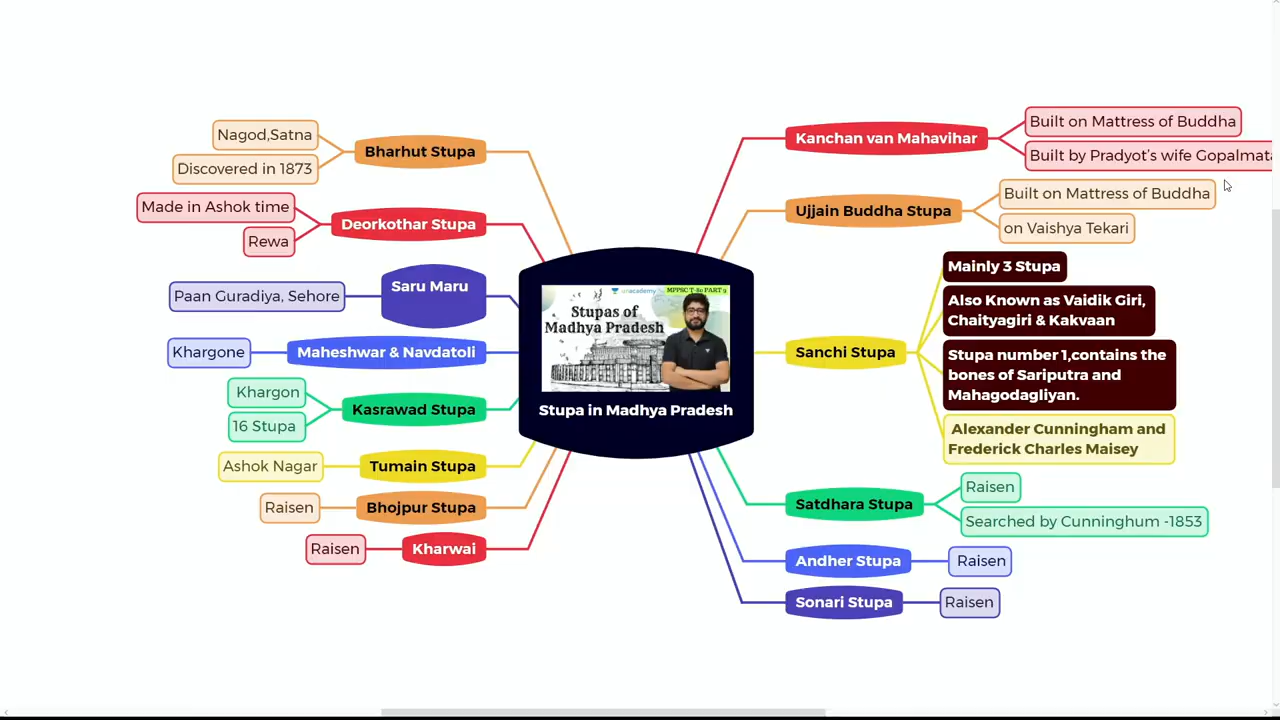 Nagod,Satna
Bharhut Stupa
Discovered in 1873
Made in Ashok time
Deorkothar Stupa
Rewa
Saru Maru
Paan Guradiya, Sehore
Khargone
Maheshwar & Navdatoli
Khargon
Kasrawad Stupa
16 Stupa
Ashok Nagar
Tumain Stupa
Raisen
Bhojpur Stupa
Raisen
Kharwai
unacademy
MPPSC T-80 PART 9
Stupas of
Madhya Pradesh
Stupa in Madhya Pradesh
Kanchan van Mahavihar
Built on Mattress of Buddha
Built by Pradyot's wife Gopalmata
Ujjain Buddha Stupa
Built on Mattress of Buddha
on Vaishya Tekari
Sanchi Stupa
Mainly 3 Stupa
Also Known as Vaidik Giri,
Chaityagiri & Kakvaan
Stupa number 1,contains the
bones of Sariputra and
Mahagodagliyan.
Alexander Cunningham and
Frederick Charles Maisey
Satdhara Stupa
Raisen
Searched by Cunninghum -1853
Andher Stupa
Raisen
Sonari Stupa
Raisen